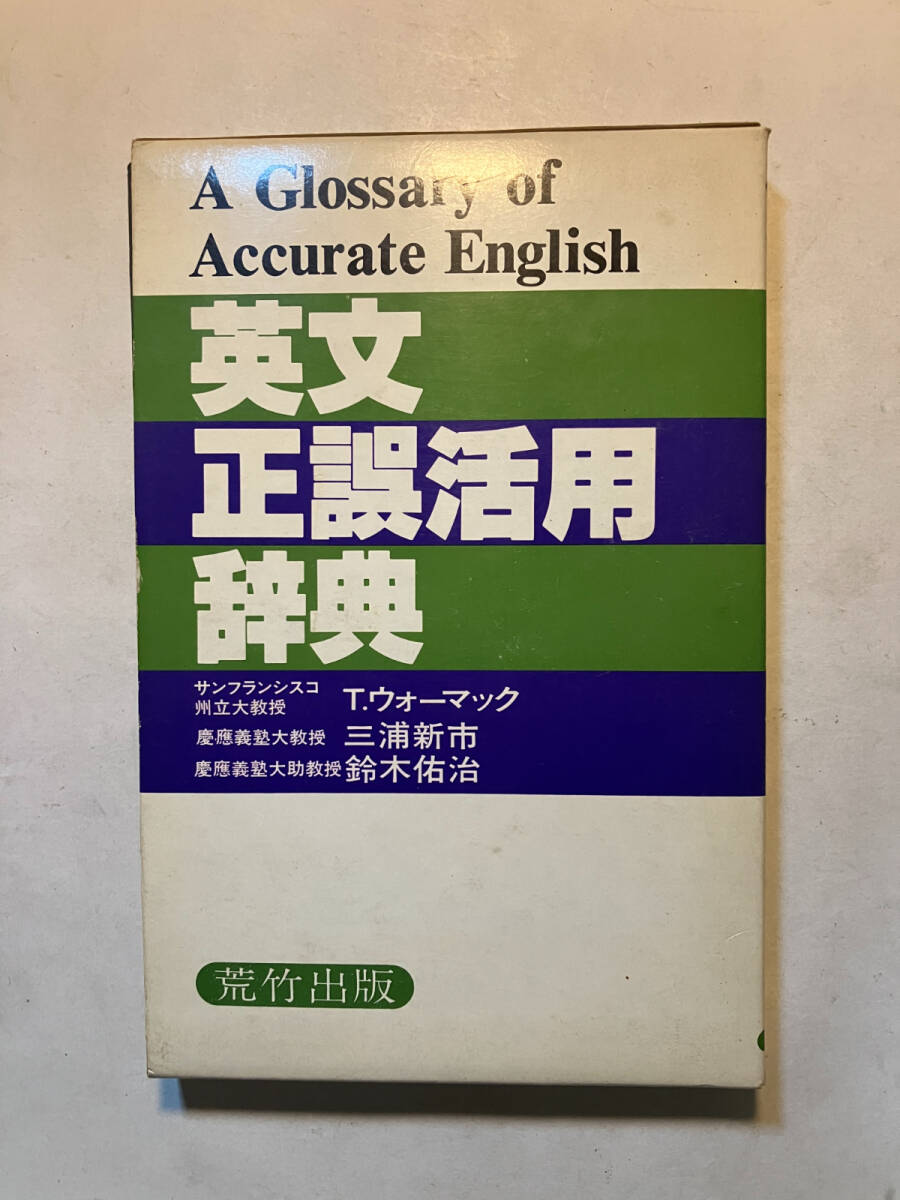 A Glossary of
Accurate English
英文
正誤活用
辞典
サンフランシスコ
州立大教授 T.ウォーマック
慶應義塾大教授 三浦新市
慶應義塾大助教授 鈴木佑治
荒竹出版